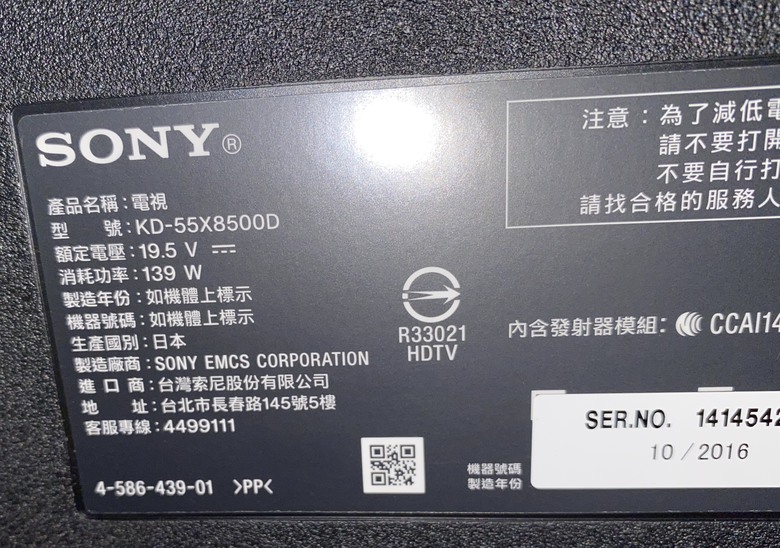 SONY®
產品名稱：電視
型　　號：KD-55X8500D
額定電壓：19.5 V ⎓
消耗功率：139 W
製造年份：如機體上標示
機器號碼：如機體上標示
生產國別：日本
製造廠商：SONY EMCS CORPORATION
進 口 商：台灣索尼股份有限公司
地　　址：台北市長春路145號5樓
客服專線：4499111
4-586-439-01 >PP<
R33021
HDTV
注意：為了減低電
請不要打開
不要自行打
請找合格的服務人
內含發射器模組: CCAI14
機器號碼
製造年份
SER.NO. 1414542
10 / 2016